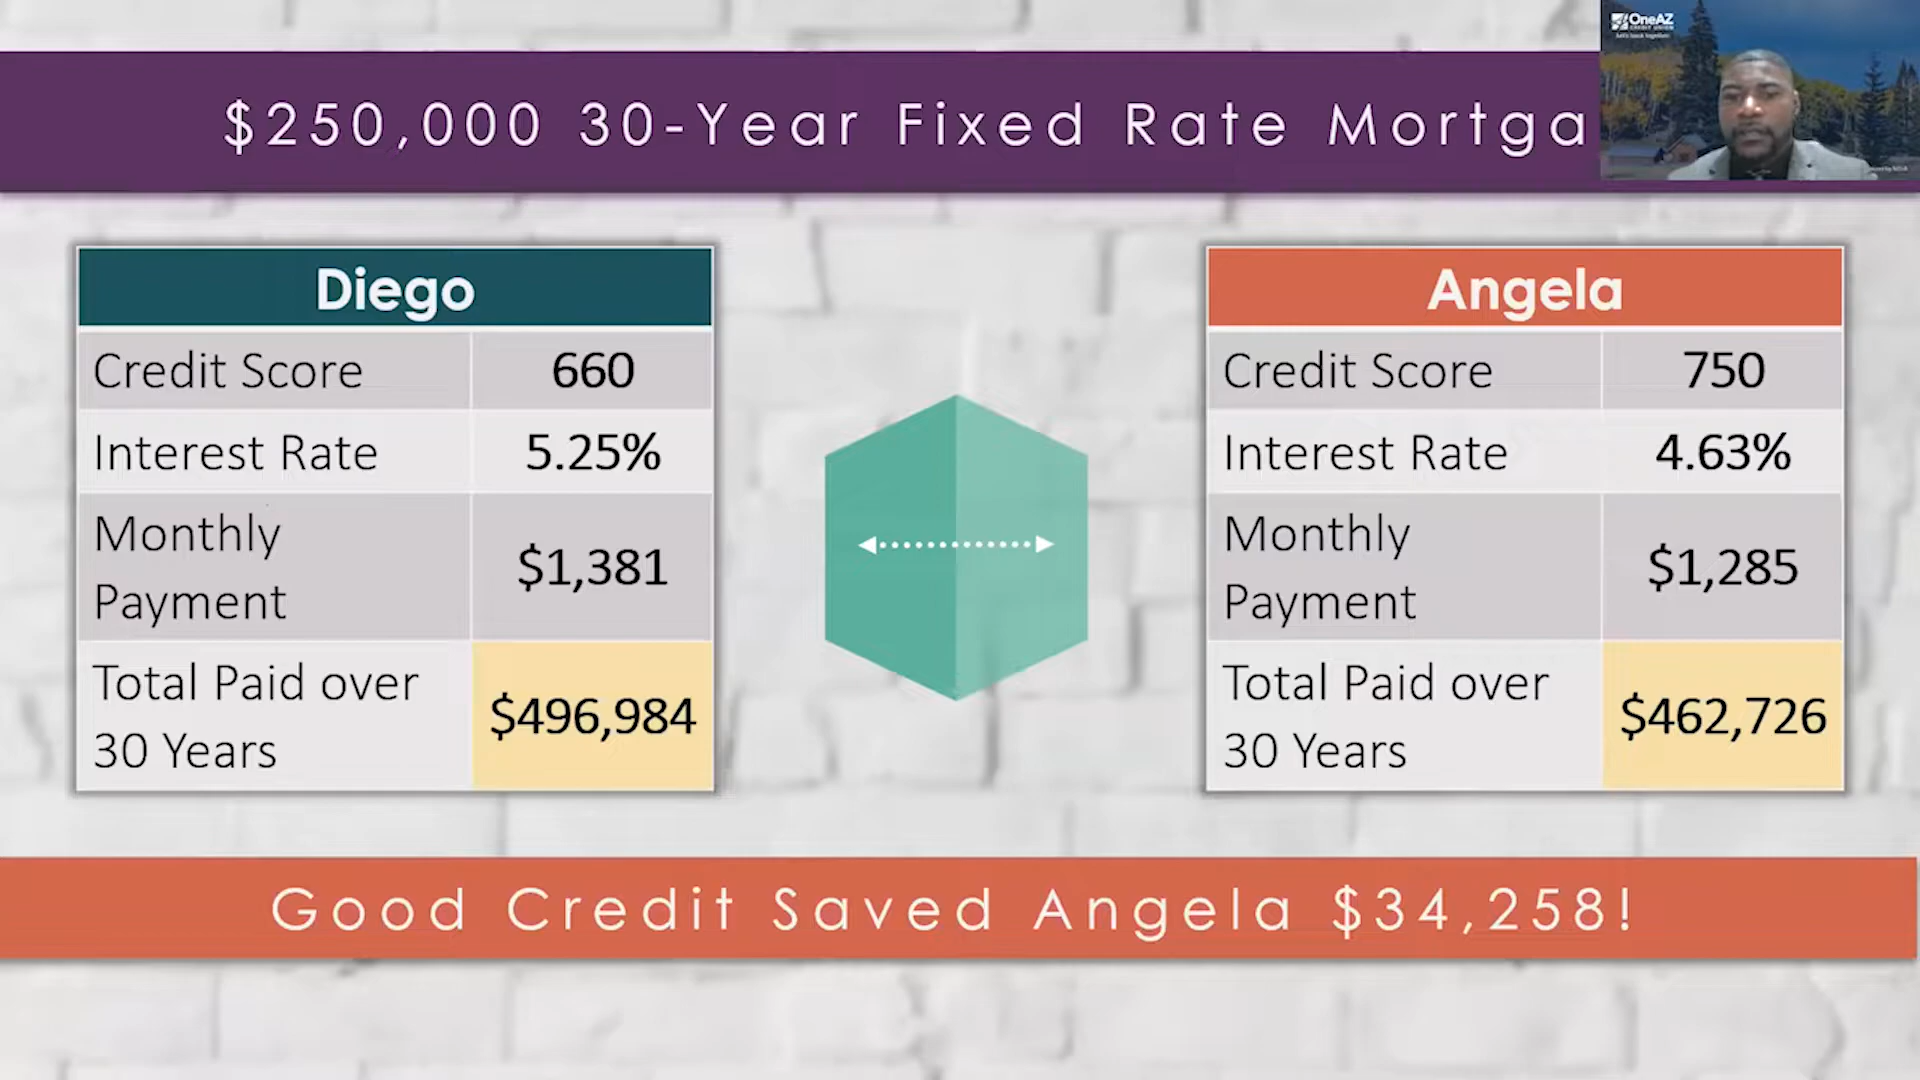 $250,000 30-Year Fixed Rate Mortga
OneAZ
CREDIT UNION
Diego
Credit Score 660
Interest Rate 5.25%
Monthly
Payment
$1,381
Total Paid over
30 Years
$496,984
Angela
Credit Score 750
Interest Rate 4.63%
Monthly
Payment
$1,285
Total Paid over
30 Years
$462,726
Good Credit Saved Angela $34,258!